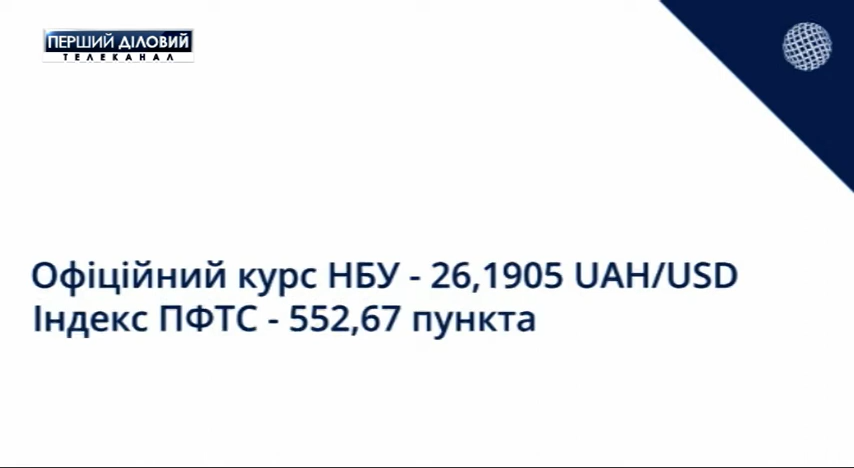 ПЕРШИЙ ДІЛОВИЙ
ТЕЛЕКАНАЛ
Офіційний курс НБУ - 26,1905 UAH/USD
Індекс ПФТС - 552,67 пункта